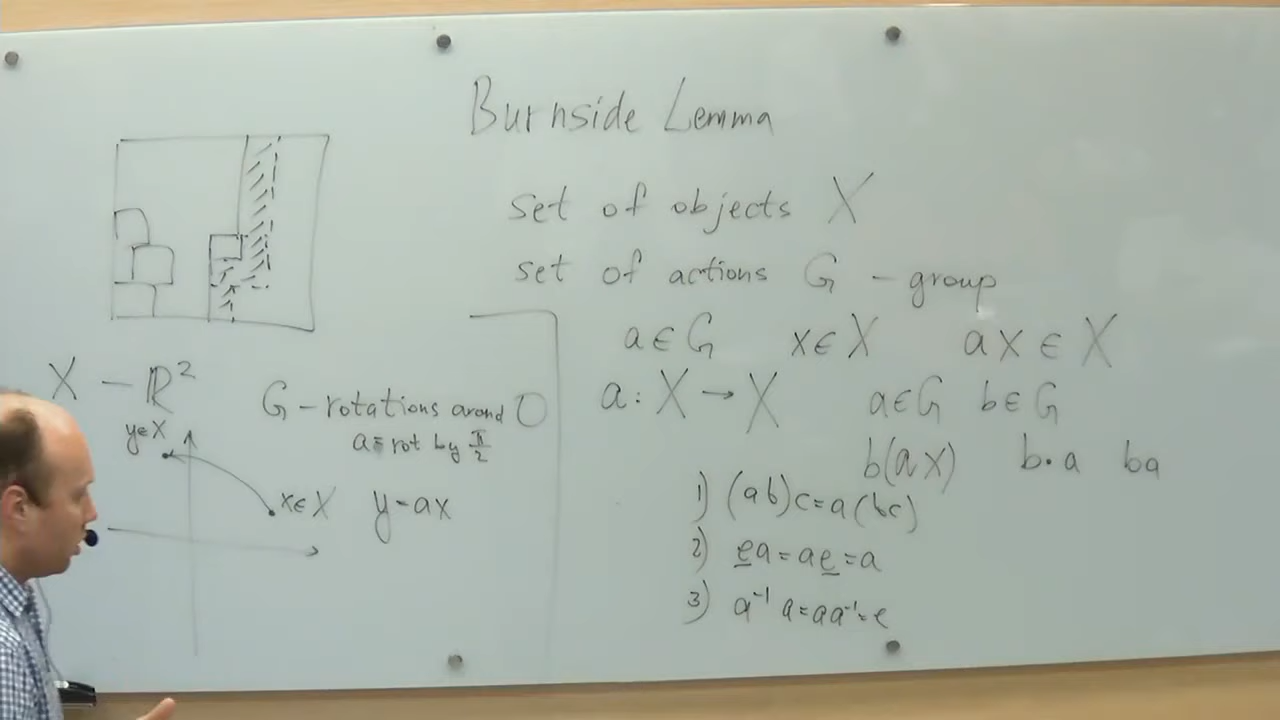 Burnside Lemma
set of objects X
set of actions G - group
a∈G x∈X ax∈X
a: X → X a∈G b∈G
b(ax) b·a ba
1) (ab)c=a(bc)
2) ea=ae=a
3) a⁻¹a=aa⁻¹=e
X - ℝ²
G - rotations around O
a=rot by π/2
y∈X
x∈X y=ax